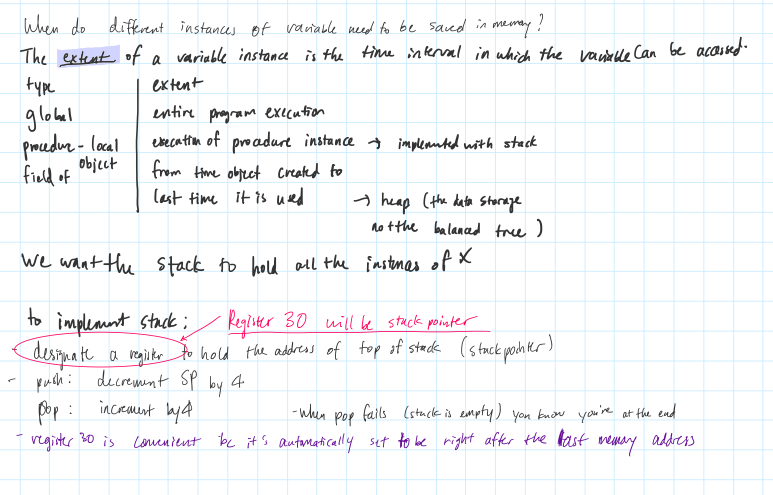 When do different instances of variable need to be saved in memory?
The extent of a variable instance is the time interval in which the variable can be accessed.
type extent
global entire program execution
procedure-local execution of procedure instance → implemented with stack
field of object from time object created to
last time it is used → heap (the data storage
not the balanced tree)
We want the stack to hold all the instances of X
to implement stack: Register 30 will be stack pointer
- designate a register to hold the address of top of stack (stack pointer)
- push: decrement SP by 4
pop: increment by 4 - when pop fails (stack is empty) you know you're at the end
- register 30 is convenient bc it's automatically set to be right after the last memory address